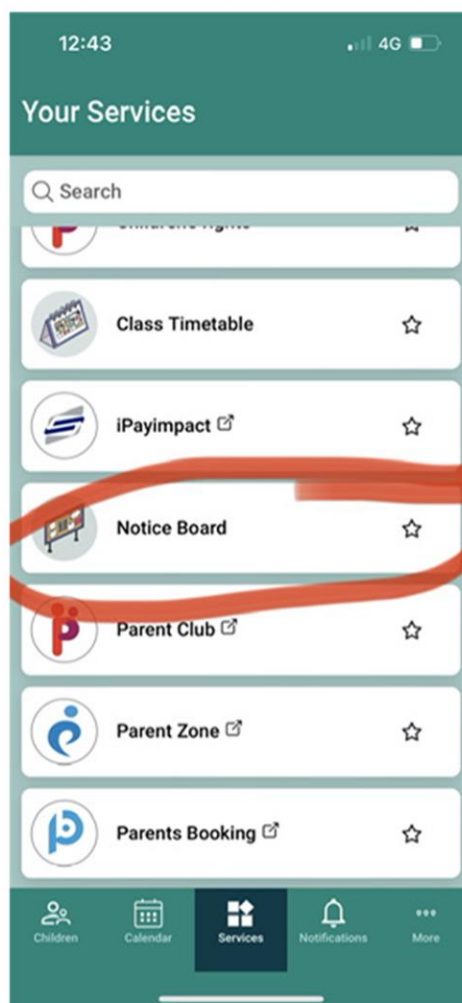 12:43
4G
Your Services
Search
Class Timetable
iPayimpact
Notice Board
Parent Club
Parent Zone
Parents Booking
Children
Calendar
Services
Notifications
More